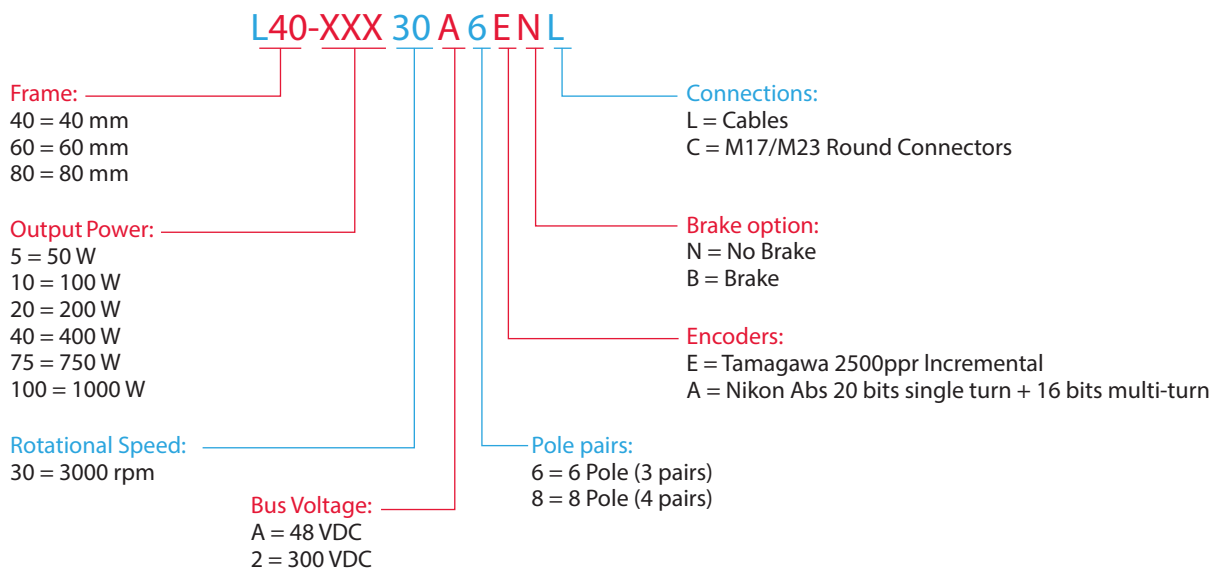 L40-XXX 30 A 6 E N L
Frame:
40 = 40 mm
60 = 60 mm
80 = 80 mm
Output Power:
5 = 50 W
10 = 100 W
20 = 200 W
40 = 400 W
75 = 750 W
100 = 1000 W
Rotational Speed:
30 = 3000 rpm
Bus Voltage:
A = 48 VDC
2 = 300 VDC
Pole pairs:
6 = 6 Pole (3 pairs)
8 = 8 Pole (4 pairs)
Encoders:
E = Tamagawa 2500ppr Incremental
A = Nikon Abs 20 bits single turn + 16 bits multi-turn
Brake option:
N = No Brake
B = Brake
Connections:
L = Cables
C = M17/M23 Round Connectors